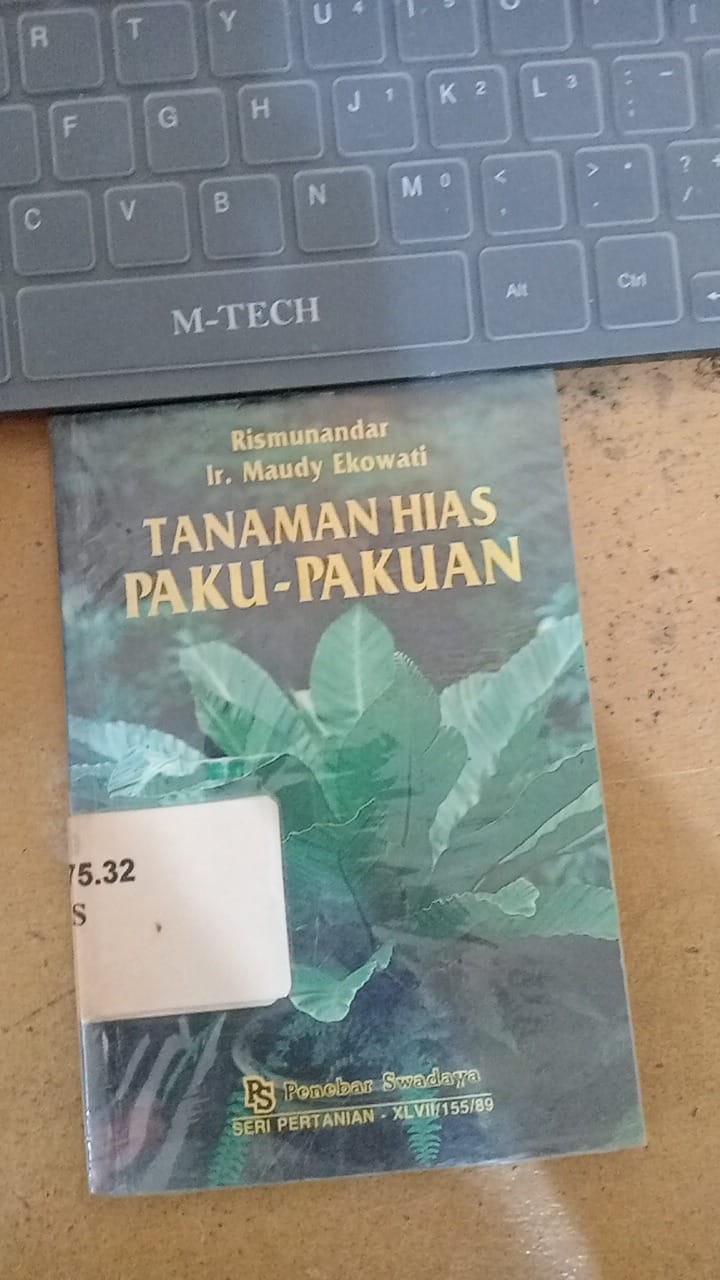 R T Y U 4
F G H J 1 K 2 L 3 : - ;
C V B N M 0 < , > . ? /
M-TECH Alt Ctrl
Rismunandar
Ir. Maudy Ekowati
TANAMAN HIAS
PAKU-PAKUAN
75.32
S
PS Penebar Swadaya
SERI PERTANIAN - XLVII/155/89